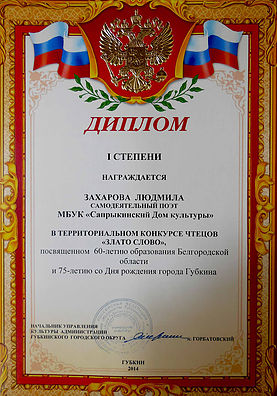 ДИПЛОМ
I СТЕПЕНИ
НАГРАЖДАЕТСЯ
ЗАХАРОВА ЛЮДМИЛА
САМОДЕЯТЕЛЬНЫЙ ПОЭТ
МБУК «Сапрыкинский Дом культуры»
В ТЕРРИТОРИАЛЬНОМ КОНКУРСЕ ЧТЕЦОВ
«ЗЛАТО СЛОВО»,
посвященном 60-летию образования Белгородской
области
и 75-летию со Дня рождения города Губкина
НАЧАЛЬНИК УПРАВЛЕНИЯ
КУЛЬТУРЫ АДМИНИСТРАЦИИ
ГУБКИНСКОГО ГОРОДСКОГО ОКРУГА ГОРБАТОВСКИЙ
ГУБКИН
2014